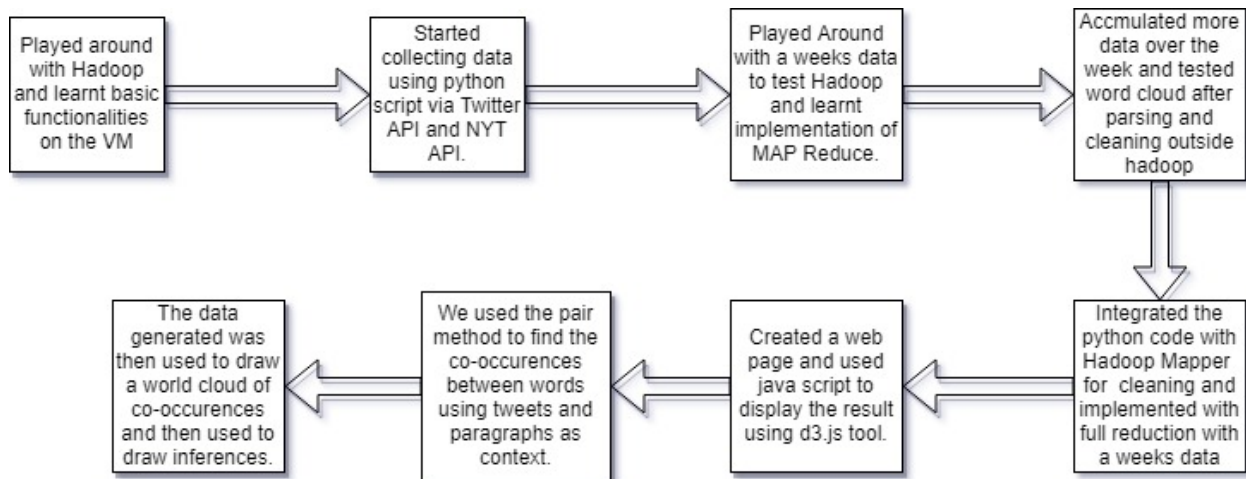 Played around
with Hadoop
and learnt basic
functionalities
on the VM
Started
collecting data
using python
script via Twitter
API and NYT
API.
Played Around
with a weeks data
to test Hadoop
and learnt
implementation of
MAP Reduce.
Accmulated more
data over the
week and tested
word cloud after
parsing and
cleaning outside
hadoop
Integrated the
python code with
Hadoop Mapper
for cleaning and
implemented with
full reduction with
a weeks data
Created a web
page and used
java script to
display the result
using d3.js tool.
We used the pair
method to find the
co-occurences
between words
using tweets and
paragraphs as
context.
The data
generated was
then used to draw
a world cloud of
co-occurences
and then used to
draw inferences.